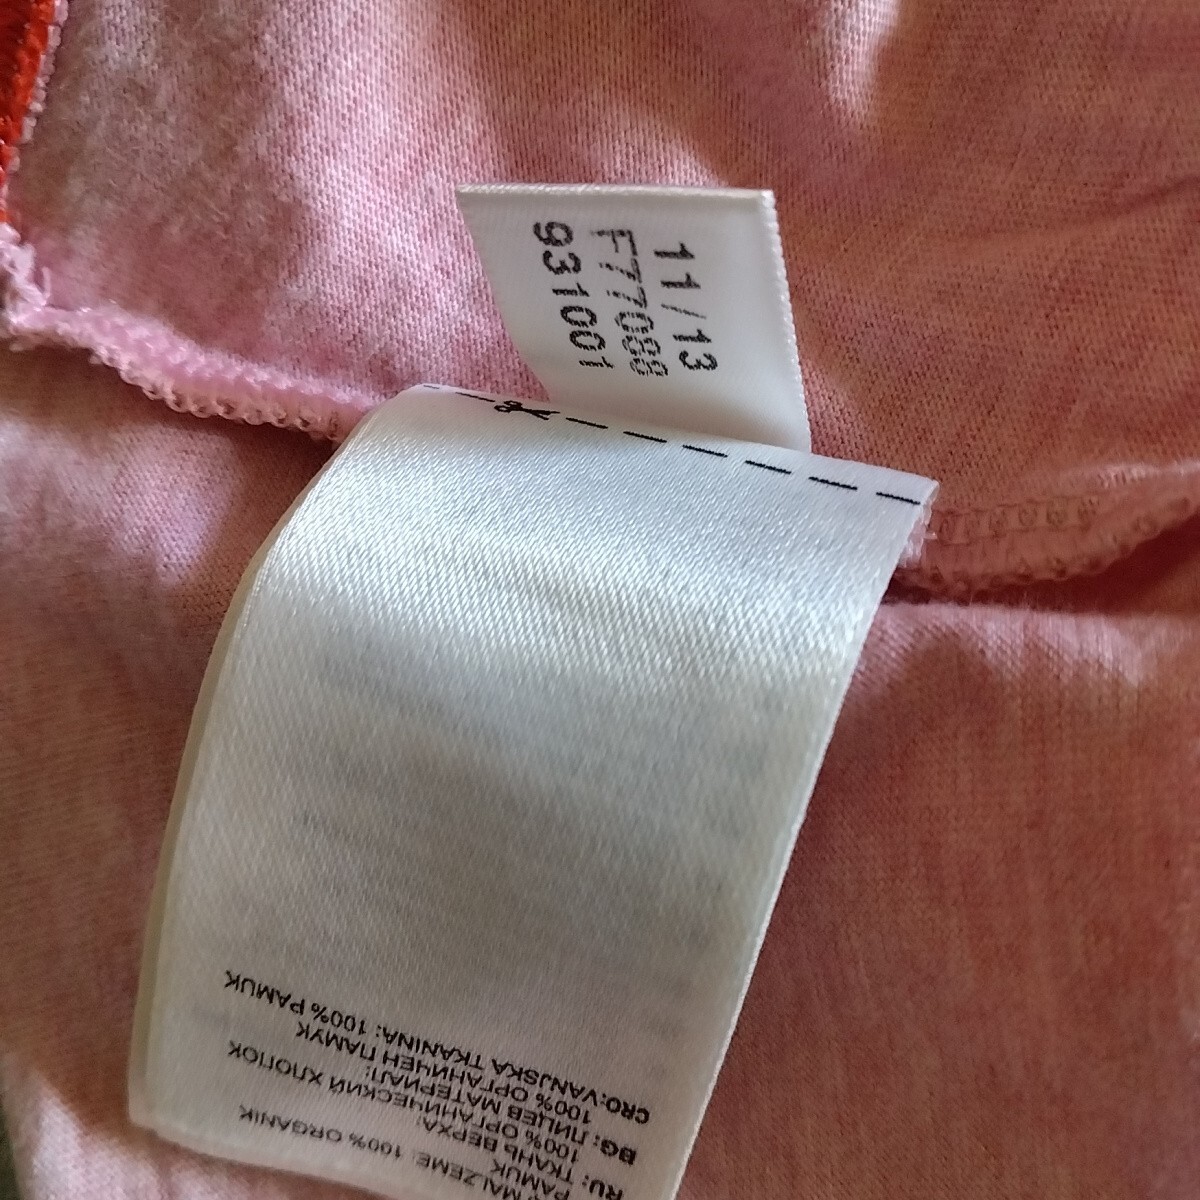 11/13
F77088
931001
MALZEME: 100% ORGANIK
PAMUK
RU: ТКАНЬ ВЕРХА:
100% ОРГАНИЧЕСКИЙ ХЛОПОК
BG: ЛИЦЕВ МАТЕРИАЛ:
100% ОРГАНИЧЕН ПАМУК
CRO:VANJSKA TKANINA: 100% PAMUK